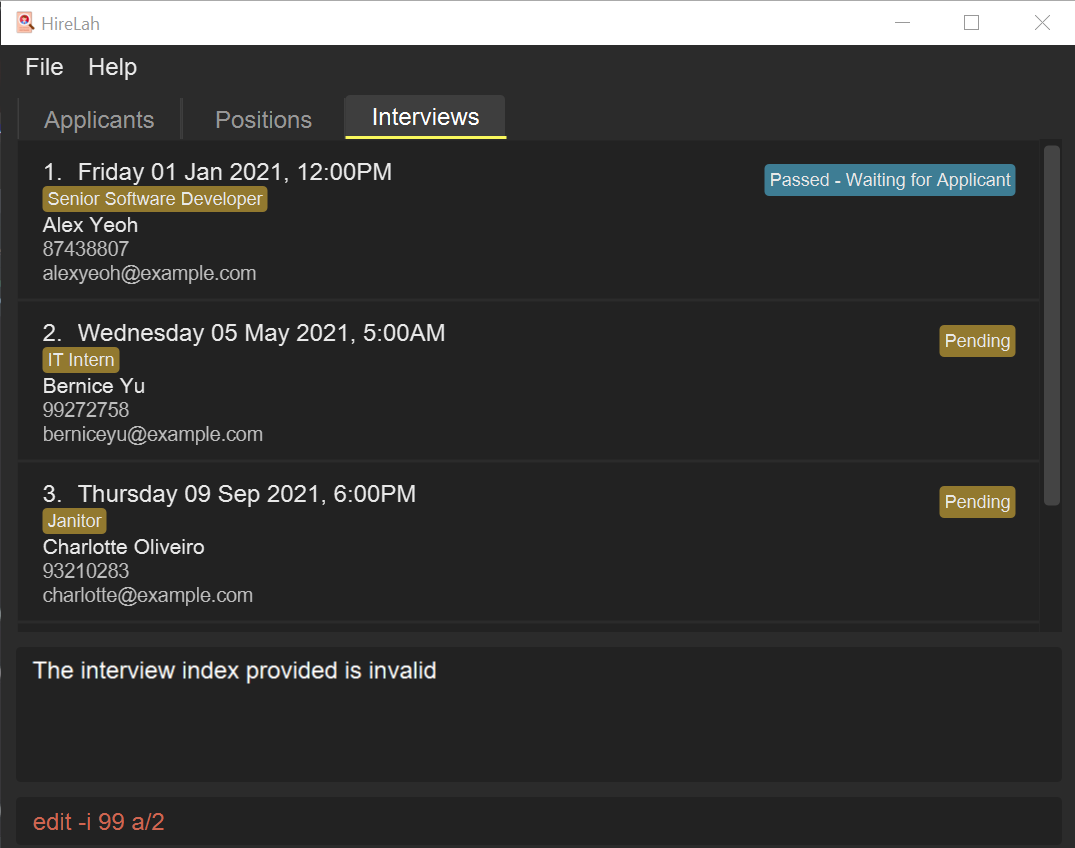 HireLah
File Help
Applicants Positions Interviews
1. Friday 01 Jan 2021, 12:00PM
Passed - Waiting for Applicant
Senior Software Developer
Alex Yeoh
87438807
alexyeoh@example.com
2. Wednesday 05 May 2021, 5:00AM
Pending
IT Intern
Bernice Yu
99272758
berniceyu@example.com
3. Thursday 09 Sep 2021, 6:00PM
Pending
Janitor
Charlotte Oliveiro
93210283
charlotte@example.com
The interview index provided is invalid
edit -i 99 a/2